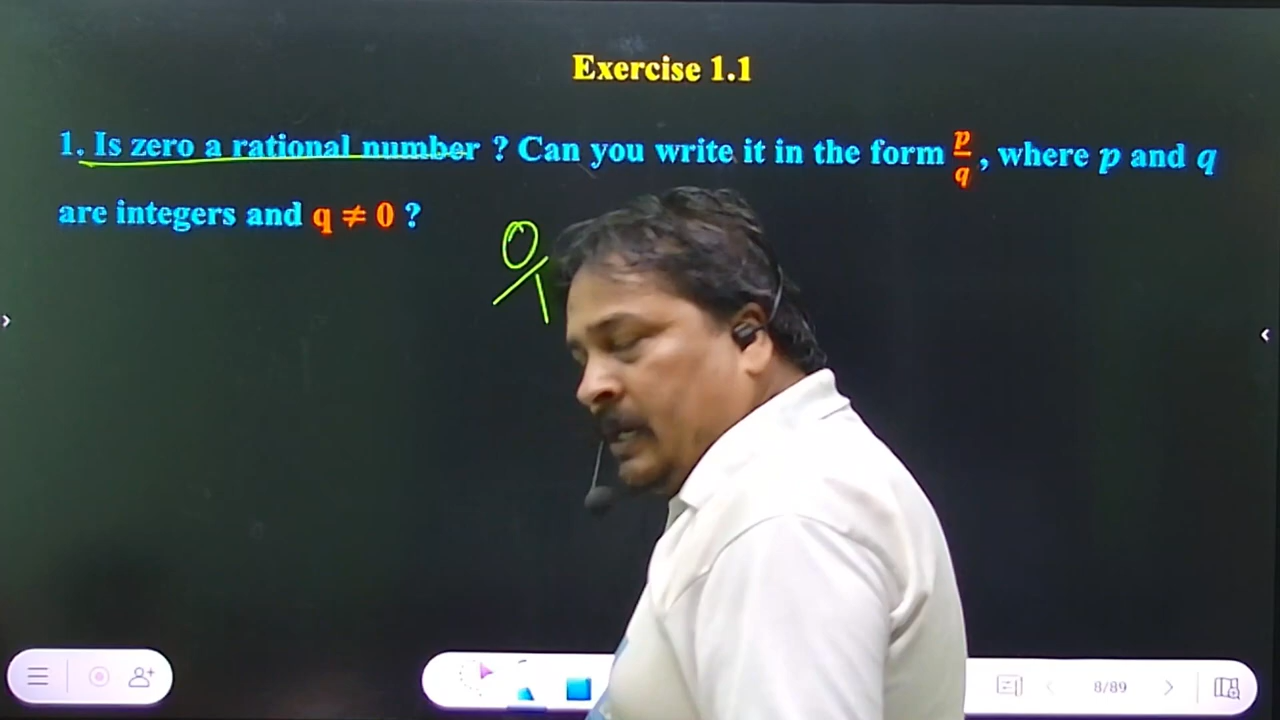 Exercise 1.1
1. Is zero a rational number ? Can you write it in the form p/q , where p and q
are integers and q ≠ 0 ?
0/1
8/89